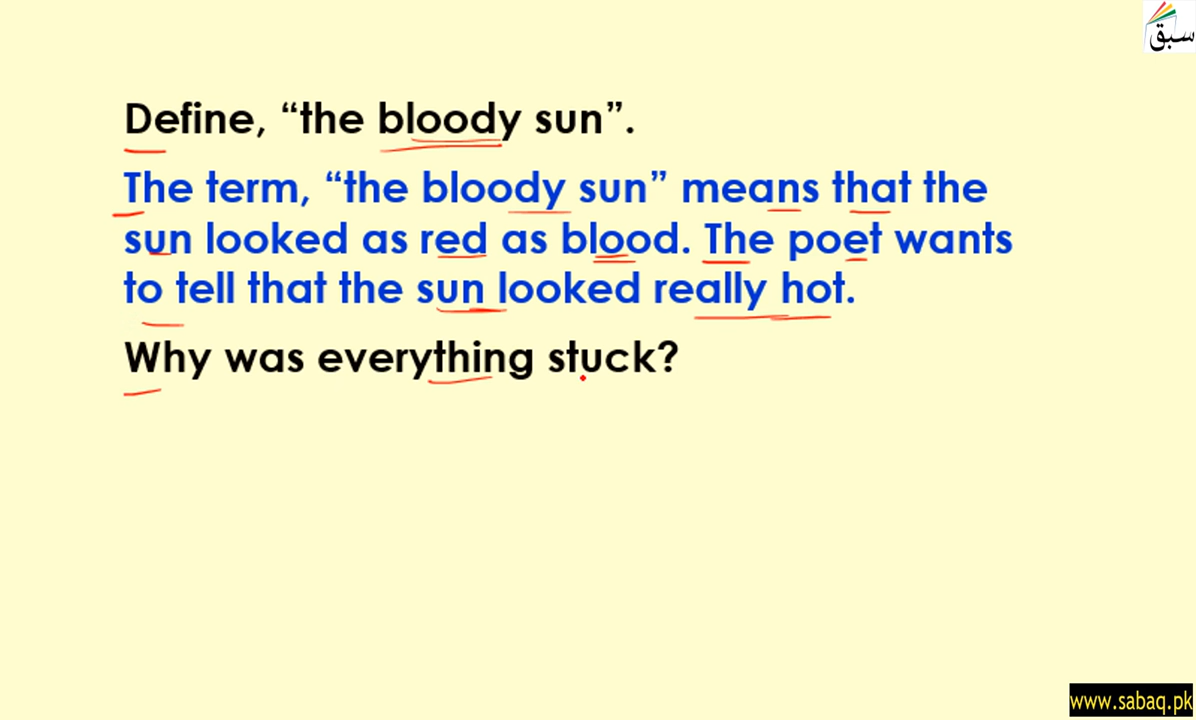 سبق
Define, “the bloody sun”.
The term, “the bloody sun” means that the
sun looked as red as blood. The poet wants
to tell that the sun looked really hot.
Why was everything stuck?
www.sabaq.pk